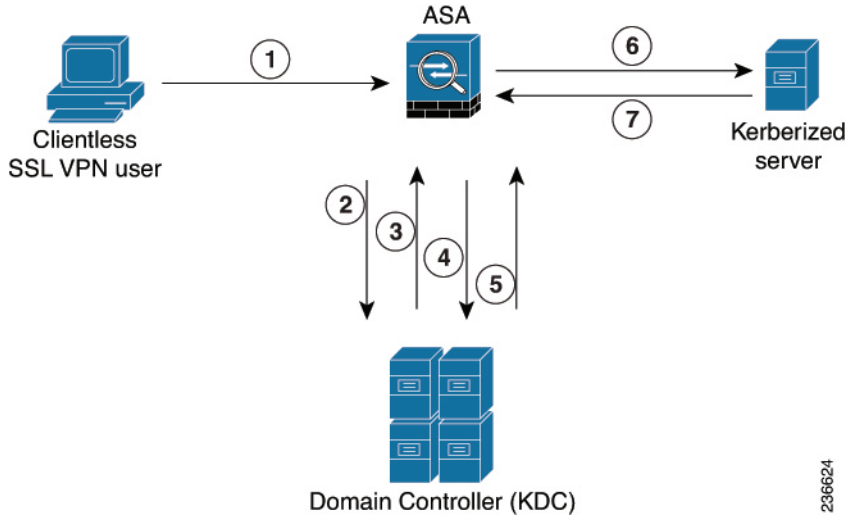 ASA
1
6
7
Clientless
SSL VPN user
Kerberized
server
2
3
4
5
Domain Controller (KDC)
236624